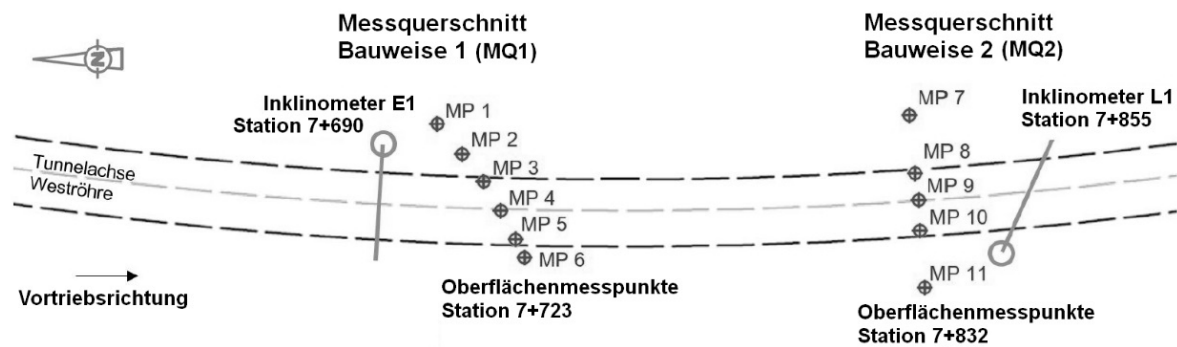 Messquerschnitt
Bauweise 1 (MQ1)
Messquerschnitt
Bauweise 2 (MQ2)
N
Inklinometer E1
Station 7+690
MP 1
MP 2
MP 3
MP 4
MP 5
MP 6
MP 7
MP 8
MP 9
MP 10
MP 11
Inklinometer L1
Station 7+855
Tunnelachse
Weströhre
Vortriebsrichtung
Oberflächenmesspunkte
Station 7+723
Oberflächenmesspunkte
Station 7+832